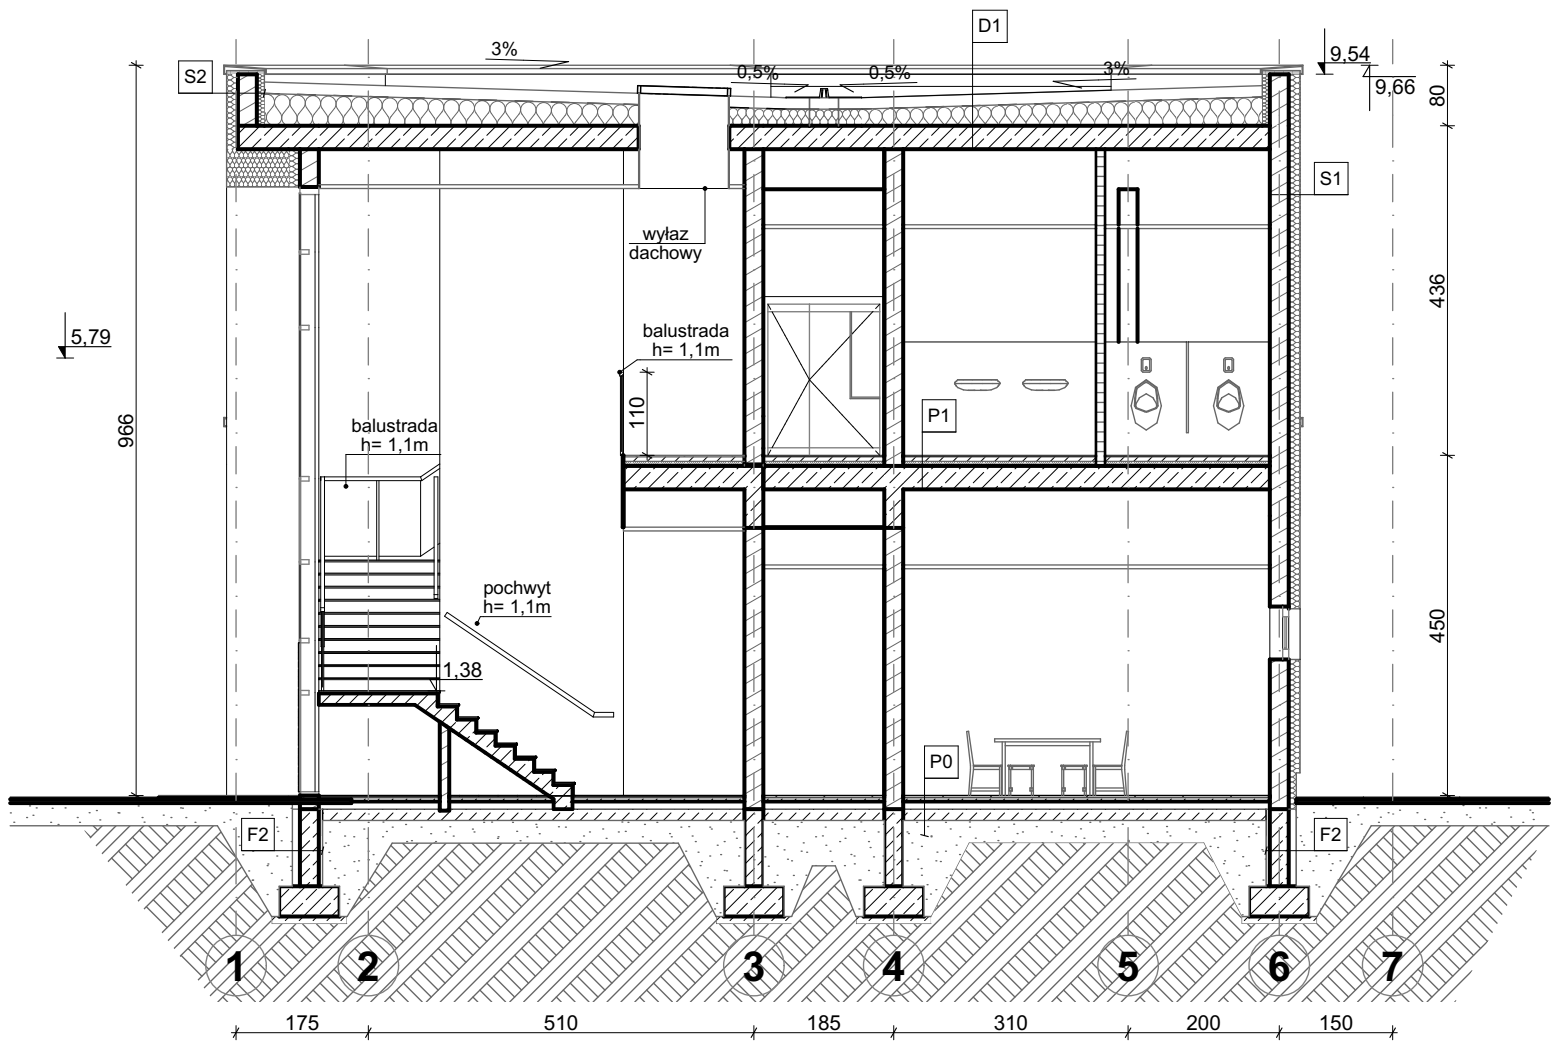 D1
3%
S2
0,5%
0,5%
3%
9,54
9,66
80
S1
wyłaz
dachowy
436
5,79
balustrada
h= 1,1m
110
P1
966
balustrada
h= 1,1m
pochwyt
h= 1,1m
450
1,38
P0
F2
F2
1
2
3
4
5
6
7
175
510
185
310
200
150